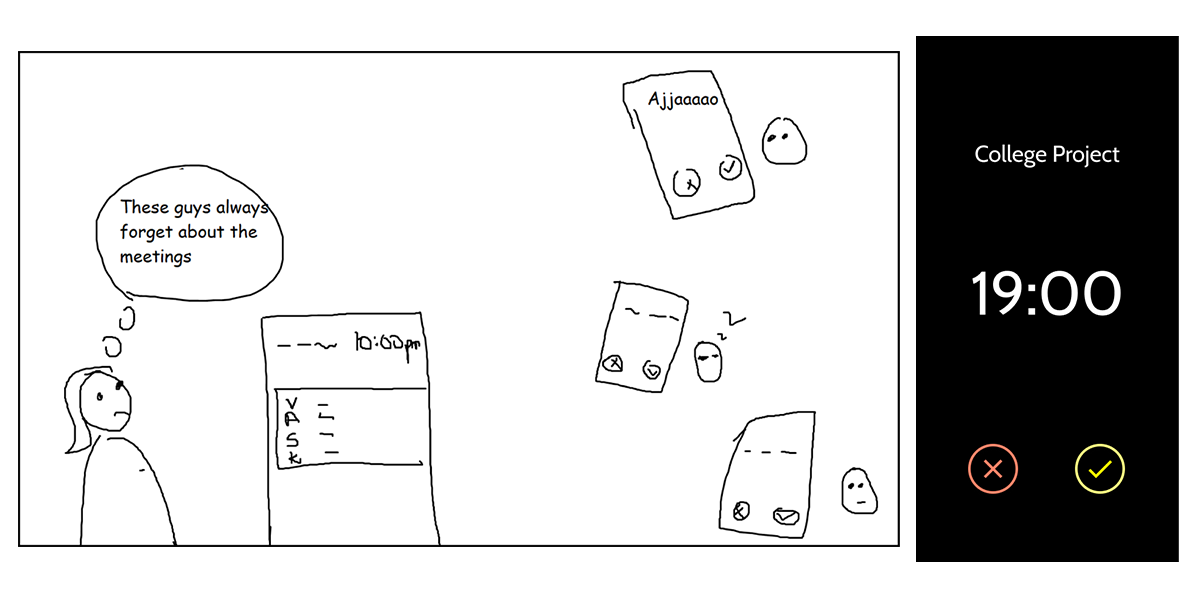 These guys always
forget about the
meetings
10:00pm
V
A
S
K
Ajjaaaao
College Project
19:00